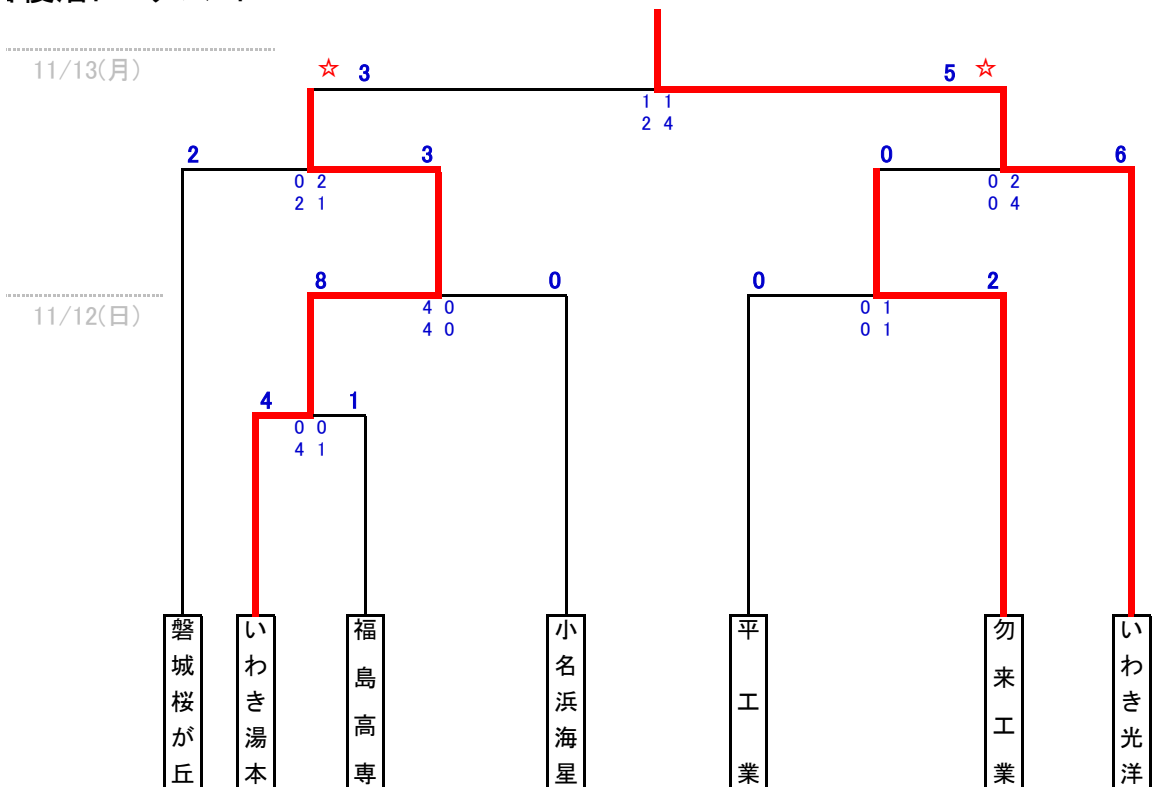 11/13(月)
☆ 3
5 ☆
1 1
2 4
2
3
0
6
0 2
2 1
0 2
0 4
8
0
0
2
11/12(日)
4 0
4 0
0 1
0 1
4
1
0 0
4 1
磐城桜が丘
いわき湯本
福島高専
小名浜海星
平工業
勿来工業
いわき光洋